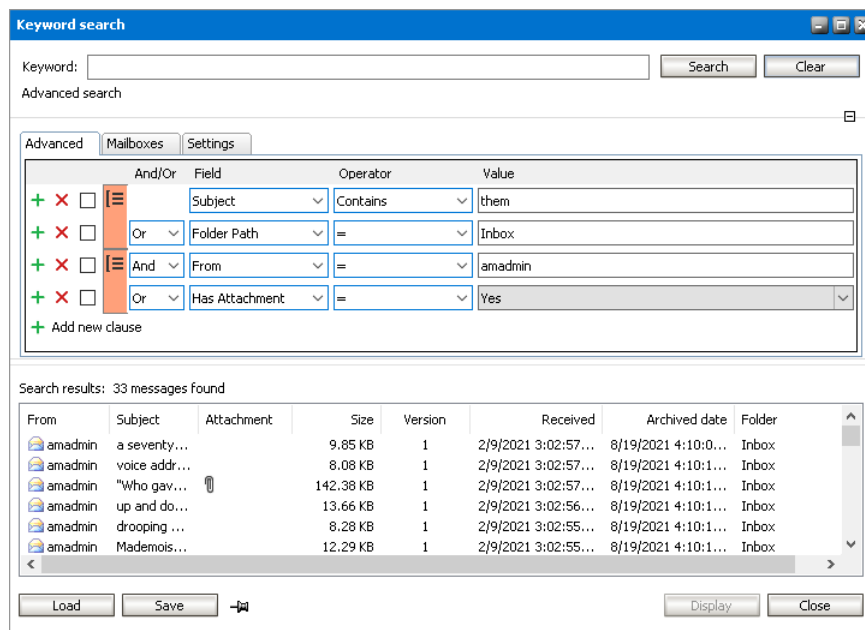 Keyword search
Keyword: Search Clear
Advanced search
Advanced Mailboxes Settings
And/Or Field Operator Value
Subject Contains them
Or Folder Path = Inbox
And From = amadmin
Or Has Attachment = Yes
Add new clause
Search results: 33 messages found
From Subject Attachment Size Version Received Archived date Folder
amadmin a seventy... 9.85 KB 1 2/9/2021 3:02:57... 8/19/2021 4:10:0... Inbox
amadmin voice addr... 8.08 KB 1 2/9/2021 3:02:57... 8/19/2021 4:10:1... Inbox
amadmin "Who gav... 142.38 KB 1 2/9/2021 3:02:57... 8/19/2021 4:10:1... Inbox
amadmin up and do... 13.66 KB 1 2/9/2021 3:02:56... 8/19/2021 4:10:1... Inbox
amadmin drooping ... 8.28 KB 1 2/9/2021 3:02:55... 8/19/2021 4:10:1... Inbox
amadmin Mademois... 12.29 KB 1 2/9/2021 3:02:55... 8/19/2021 4:10:1... Inbox
Load Save Display Close